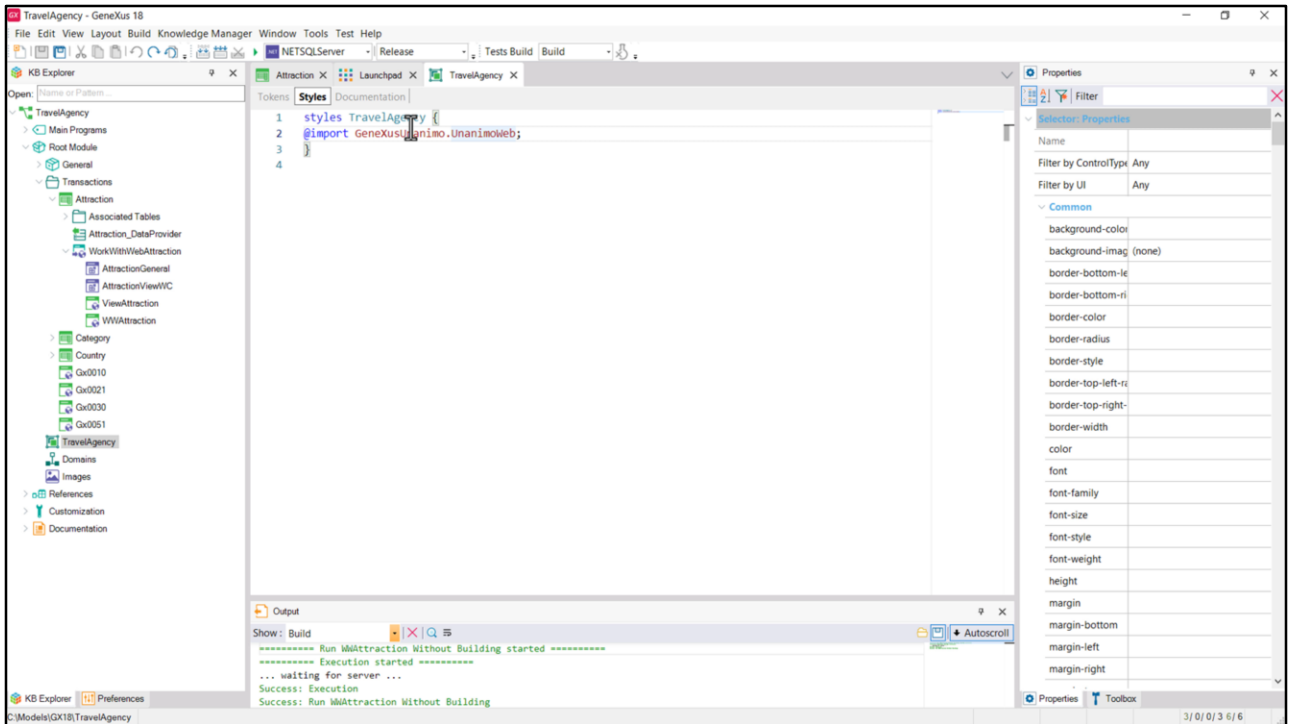 TravelAgency - GeneXus 18
File Edit View Layout Build Knowledge Manager Window Tools Test Help
NETSQLServer Release Tests Build Build
KB Explorer
Open: Name or Pattern...
TravelAgency
Main Programs
Root Module
General
Transactions
Attraction
Associated Tables
Attraction_DataProvider
WorkWithWebAttraction
AttractionGeneral
AttractionViewWC
ViewAttraction
WWAttraction
Category
Country
Gx0010
Gx0021
Gx0030
Gx0051
TravelAgency
Domains
Images
References
Customization
Documentation
KB Explorer Preferences
Attraction Launchpad TravelAgency
Tokens Styles Documentation
1 styles TravelAgency {
2 @import GeneXusUnanimo.UnanimoWeb;
3 }
4
Output
Show: Build Autoscroll
========== Run WWAttraction Without Building started ==========
========== Execution started ==========
... waiting for server ...
Success: Execution
Success: Run WWAttraction Without Building
Properties
Filter
Selector: Properties
Name
Filter by ControlType Any
Filter by UI Any
Common
background-color
background-imag (none)
border-bottom-le
border-bottom-ri
border-color
border-radius
border-style
border-top-left-ra
border-top-right-
border-width
color
font
font-family
font-size
font-style
font-weight
height
margin
margin-bottom
margin-left
margin-right
Properties Toolbox
C:\Models\GX18\TravelAgency
3/ 0/ 0/ 3 6/ 6